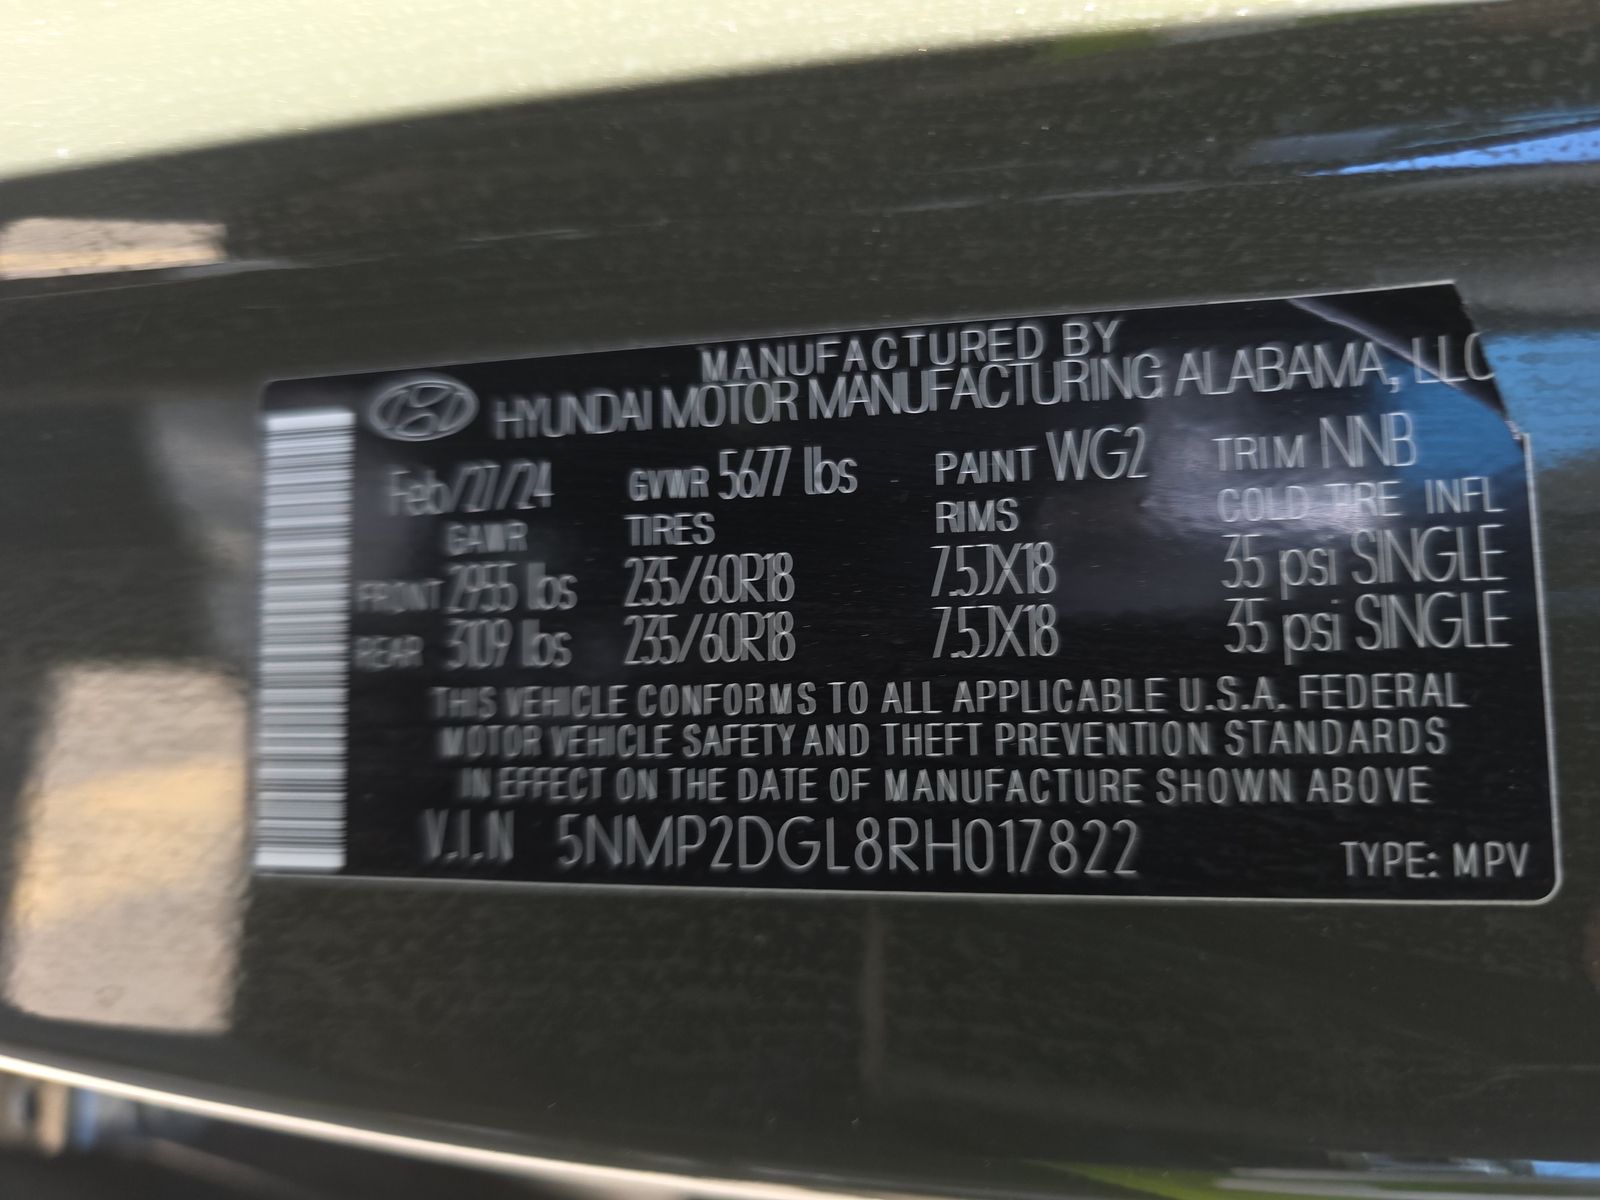 MANUFACTURED BY
HYUNDAI MOTOR MANUFACTURING ALABAMA, LLC
Feb/27/24 GVWR 5677 lbs PAINT WG2 TRIM NNB
GAWR TIRES RIMS COLD TIRE INFL
FRONT 2955 lbs 235/60R18 7.5JX18 35 psi SINGLE
REAR 3109 lbs 235/60R18 7.5JX18 35 psi SINGLE
THIS VEHICLE CONFORMS TO ALL APPLICABLE U.S.A. FEDERAL
MOTOR VEHICLE SAFETY AND THEFT PREVENTION STANDARDS
IN EFFECT ON THE DATE OF MANUFACTURE SHOWN ABOVE
V.I.N 5NMP2DGL8RH017822 TYPE: MPV